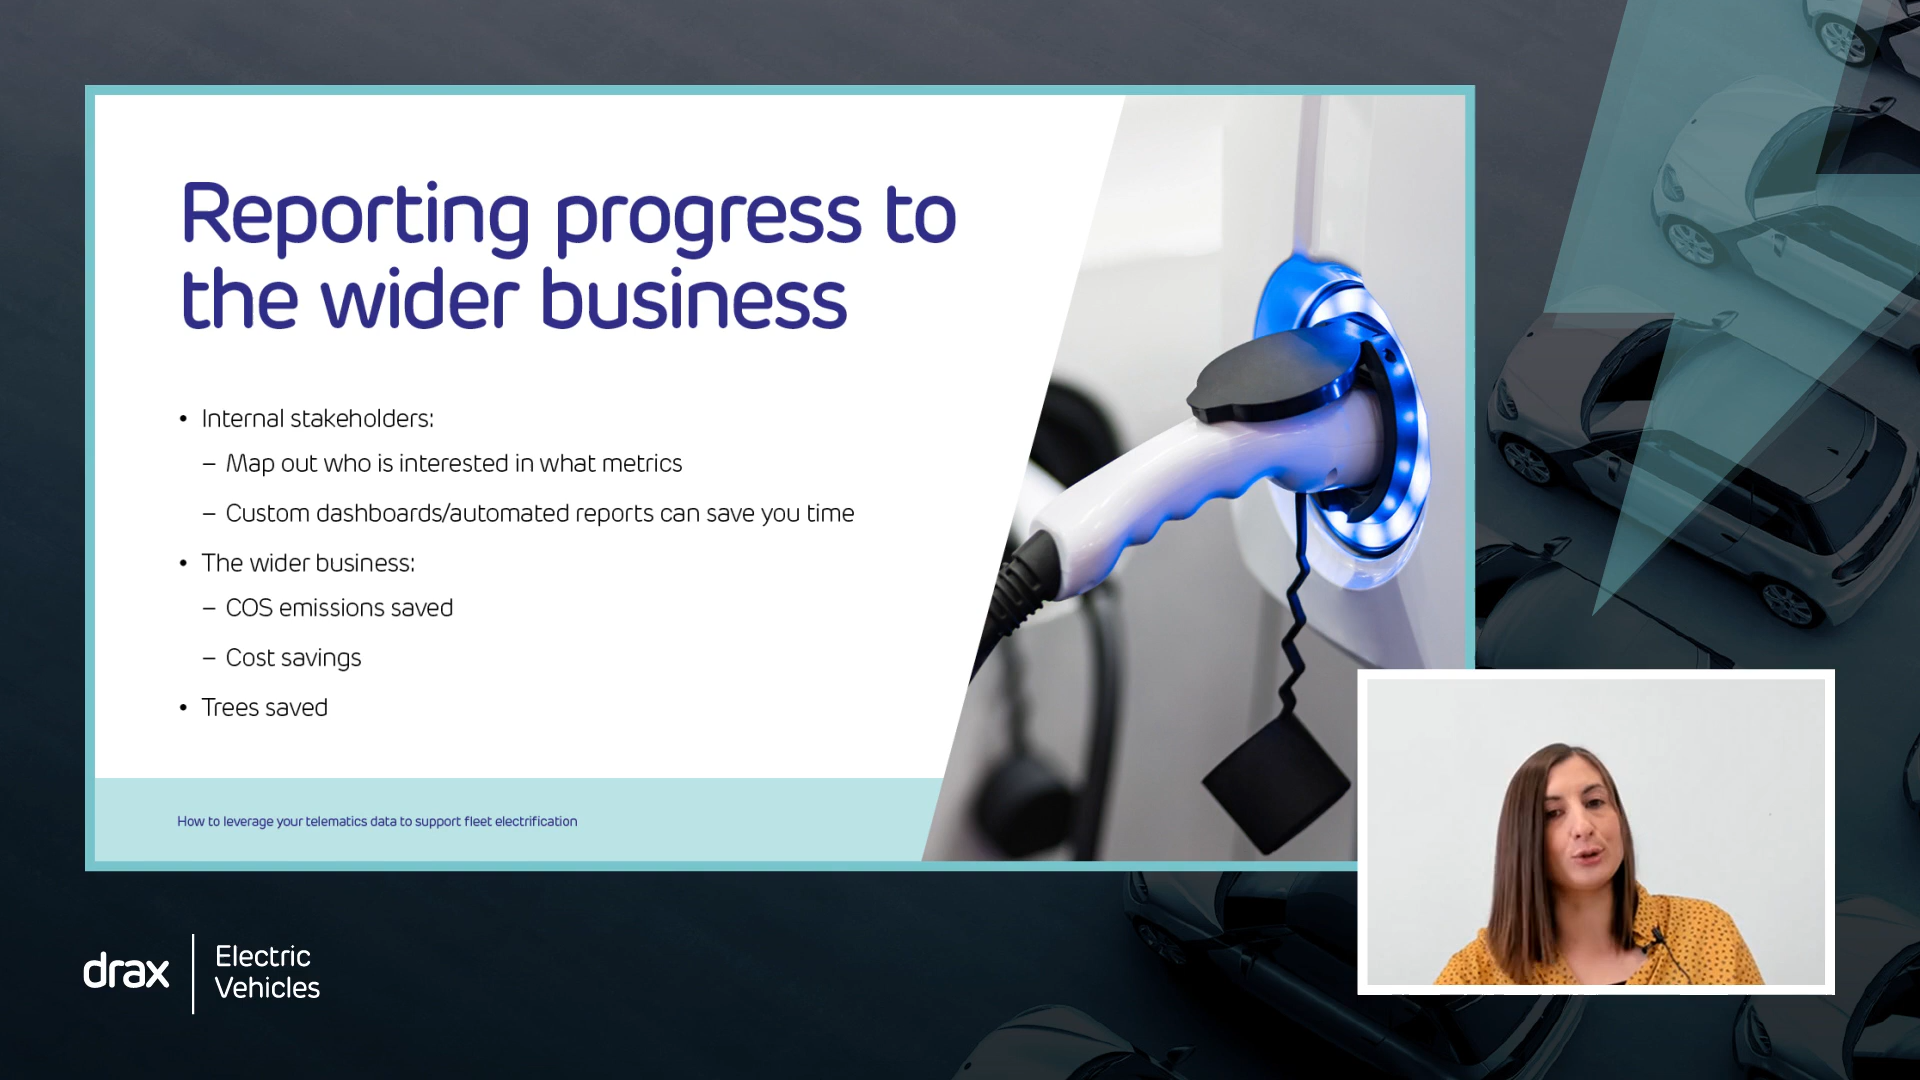 Reporting progress to
the wider business
• Internal stakeholders:
– Map out who is interested in what metrics
– Custom dashboards/automated reports can save you time
• The wider business:
– COS emissions saved
– Cost savings
• Trees saved
How to leverage your telematics data to support fleet electrification
drax
Electric
Vehicles